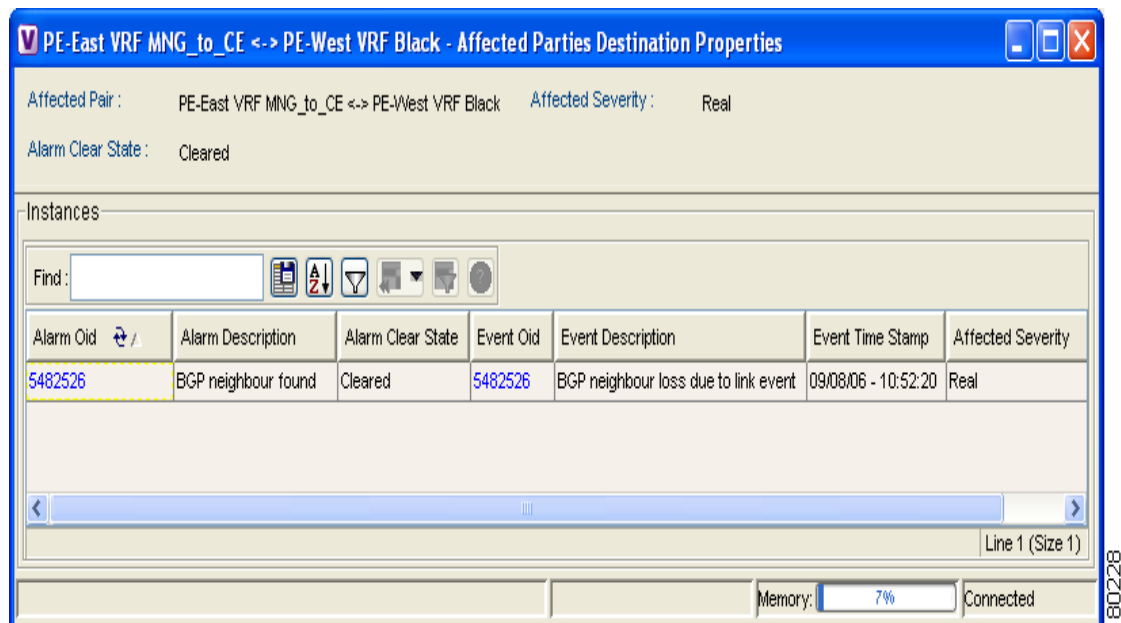 PE-East VRF MNG_to_CE <-> PE-West VRF Black - Affected Parties Destination Properties
Affected Pair : PE-East VRF MNG_to_CE <-> PE-West VRF Black Affected Severity : Real
Alarm Clear State : Cleared
Instances
Find :
Alarm Oid Alarm Description Alarm Clear State Event Oid Event Description Event Time Stamp Affected Severity
5482526 BGP neighbour found Cleared 5482526 BGP neighbour loss due to link event 09/08/06 - 10:52:20 Real
Line 1 (Size 1)
Memory: 7% Connected
80228